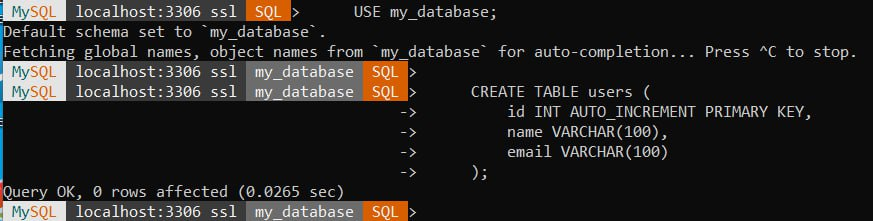 MySQL localhost:3306 ssl SQL > USE my_database;
Default schema set to `my_database`.
Fetching global names, object names from `my_database` for auto-completion... Press ^C to stop.
MySQL localhost:3306 ssl my_database SQL >
MySQL localhost:3306 ssl my_database SQL > CREATE TABLE users (
-> id INT AUTO_INCREMENT PRIMARY KEY,
-> name VARCHAR(100),
-> email VARCHAR(100)
-> );
Query OK, 0 rows affected (0.0265 sec)
MySQL localhost:3306 ssl my_database SQL >